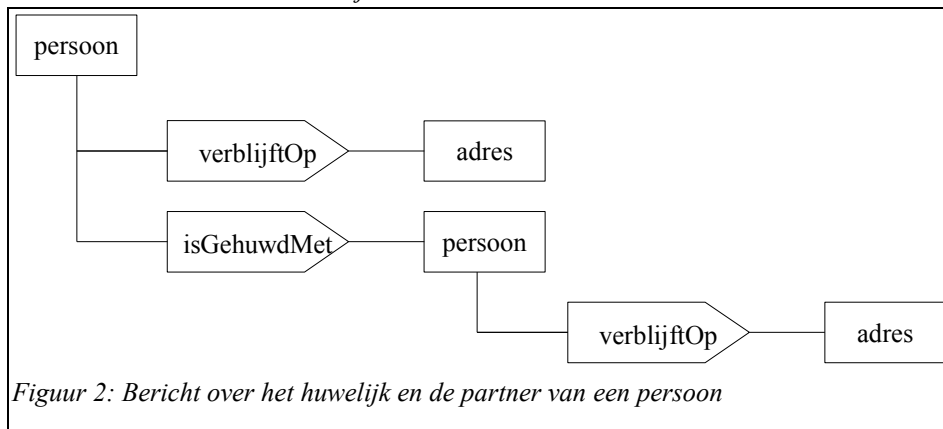 persoon
verblijftOp
adres
isGehuwdMet
persoon
verblijftOp
adres
Figuur 2: Bericht over het huwelijk en de partner van een persoon